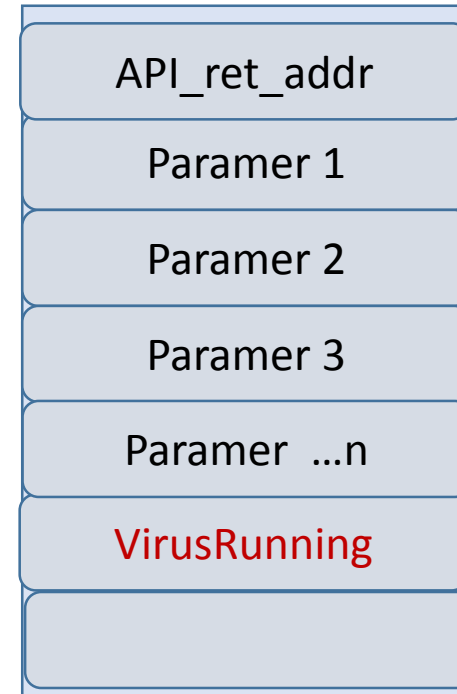 API_ret_addr
Paramer 1
Paramer 2
Paramer 3
Paramer ...n
VirusRunning